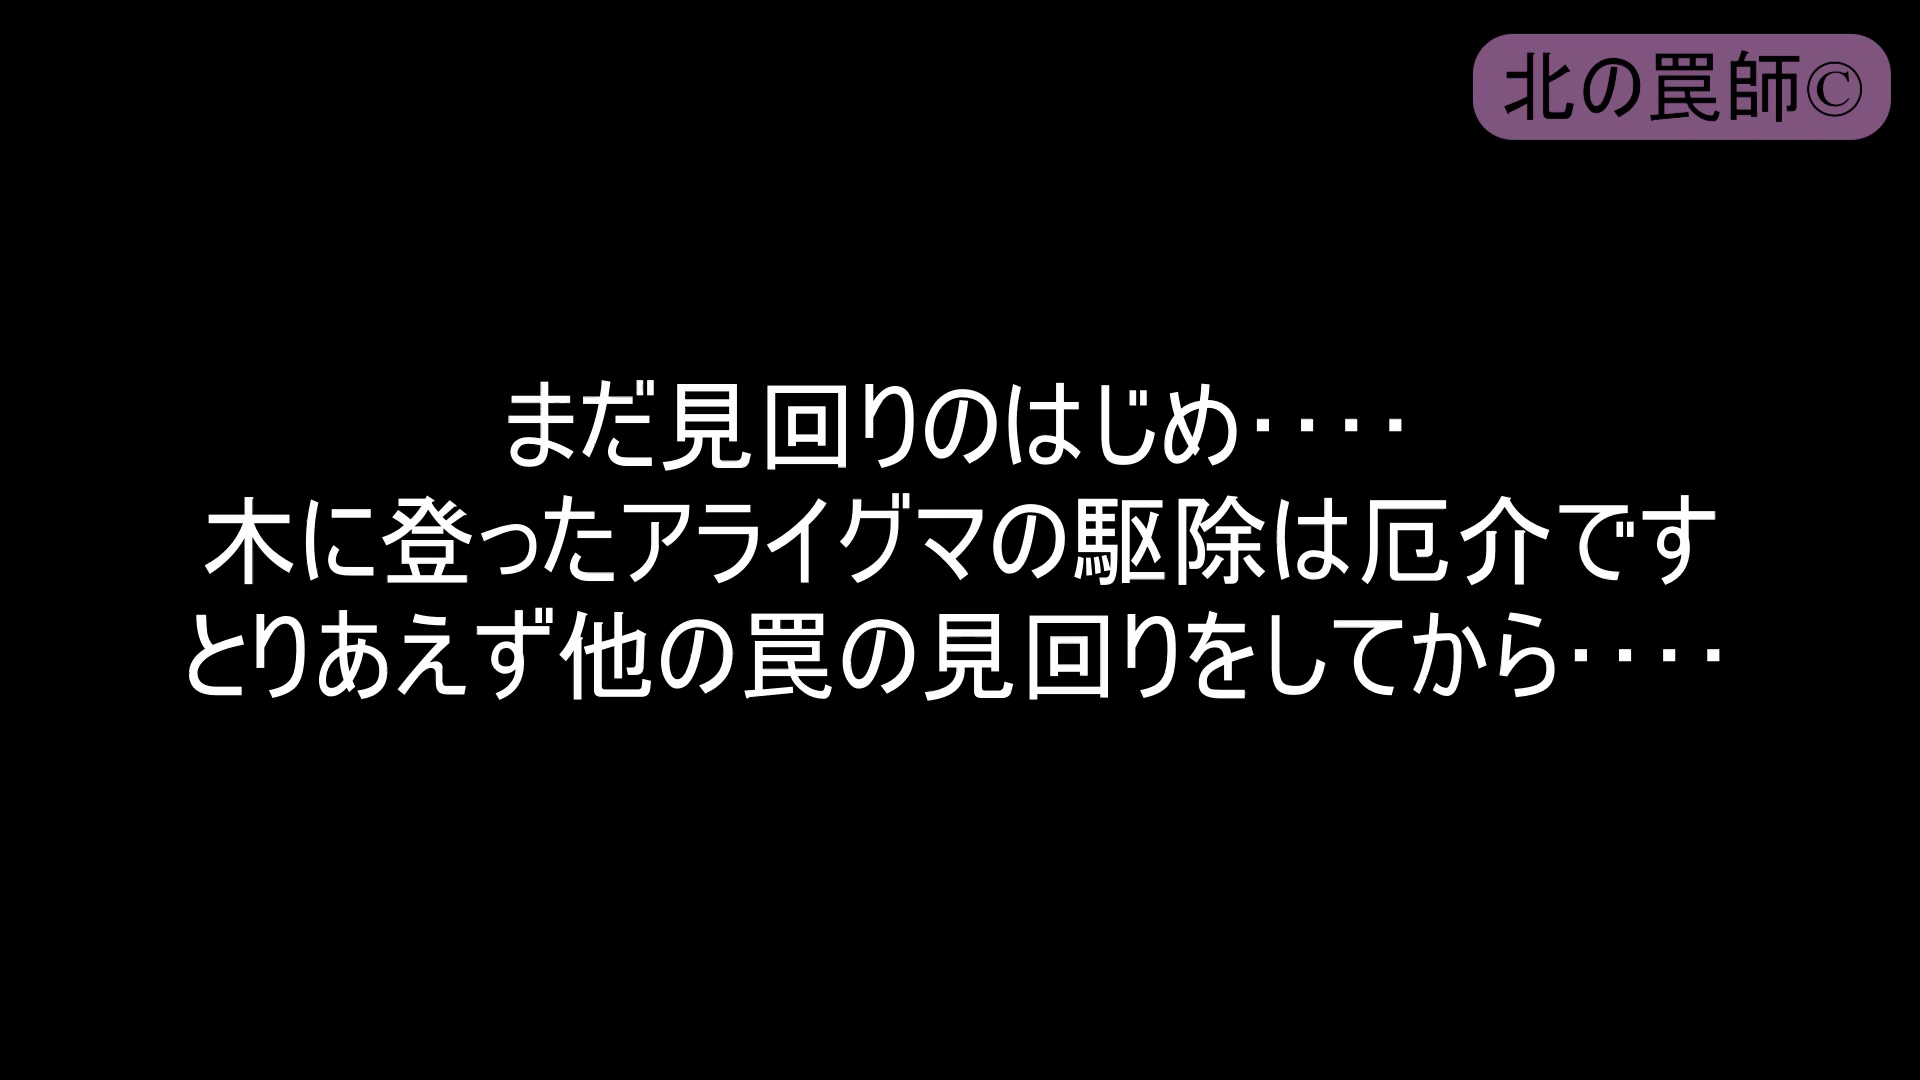 北の罠師©
まだ見回りのはじめ････
木に登ったアライグマの駆除は厄介です
とりあえず他の罠の見回りをしてから････